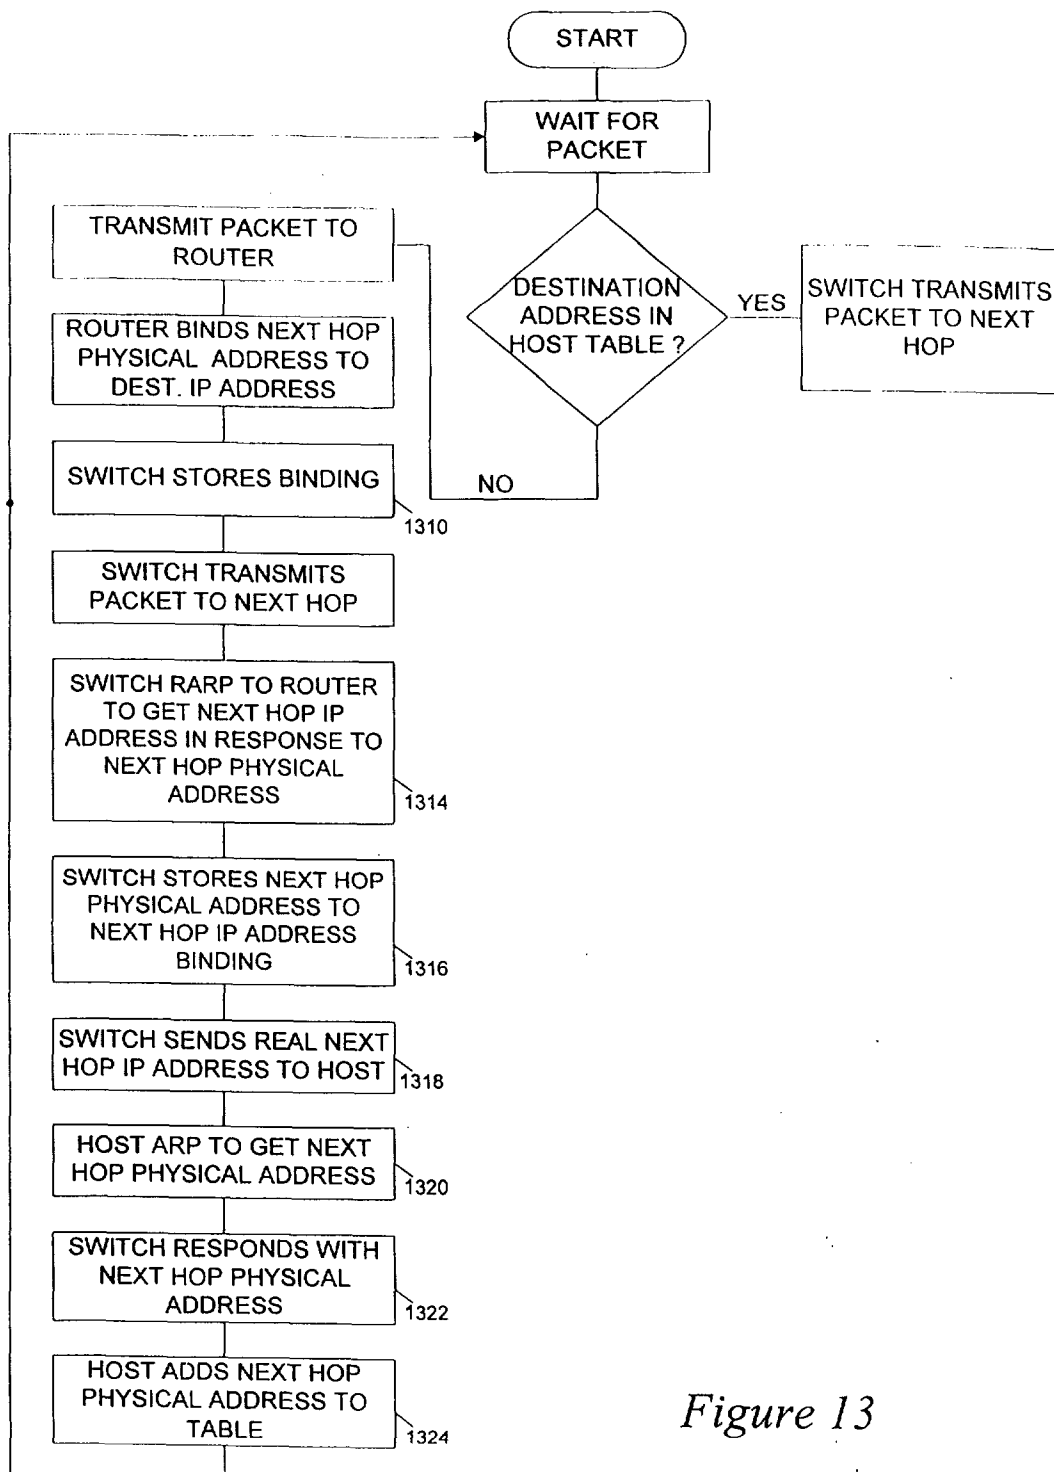 START
WAIT FOR
PACKET
DESTINATION
ADDRESS IN
HOST TABLE ?
YES
SWITCH TRANSMITS
PACKET TO NEXT
HOP
NO
TRANSMIT PACKET TO
ROUTER
ROUTER BINDS NEXT HOP
PHYSICAL ADDRESS TO
DEST. IP ADDRESS
SWITCH STORES BINDING
1310
SWITCH TRANSMITS
PACKET TO NEXT HOP
SWITCH RARP TO ROUTER
TO GET NEXT HOP IP
ADDRESS IN RESPONSE TO
NEXT HOP PHYSICAL
ADDRESS
1314
SWITCH STORES NEXT HOP
PHYSICAL ADDRESS TO
NEXT HOP IP ADDRESS
BINDING
1316
SWITCH SENDS REAL NEXT
HOP IP ADDRESS TO HOST
1318
HOST ARP TO GET NEXT
HOP PHYSICAL ADDRESS
1320
SWITCH RESPONDS WITH
NEXT HOP PHYSICAL
ADDRESS
1322
HOST ADDS NEXT HOP
PHYSICAL ADDRESS TO
TABLE
1324
Figure 13